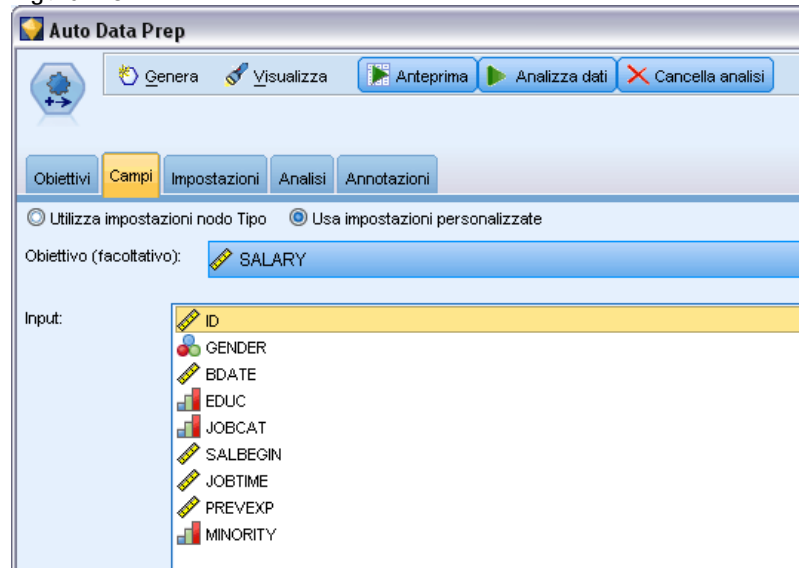 Auto Data Prep
Genera Visualizza Anteprima Analizza dati Cancella analisi
Obiettivi Campi Impostazioni Analisi Annotazioni
Utilizza impostazioni nodo Tipo Usa impostazioni personalizzate
Obiettivo (facoltativo): SALARY
Input: ID
GENDER
BDATE
EDUC
JOBCAT
SALBEGIN
JOBTIME
PREVEXP
MINORITY